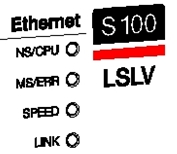 Ethernet
NS/CPU
MS/ERR
SPEED
LINK
S100
LSLV